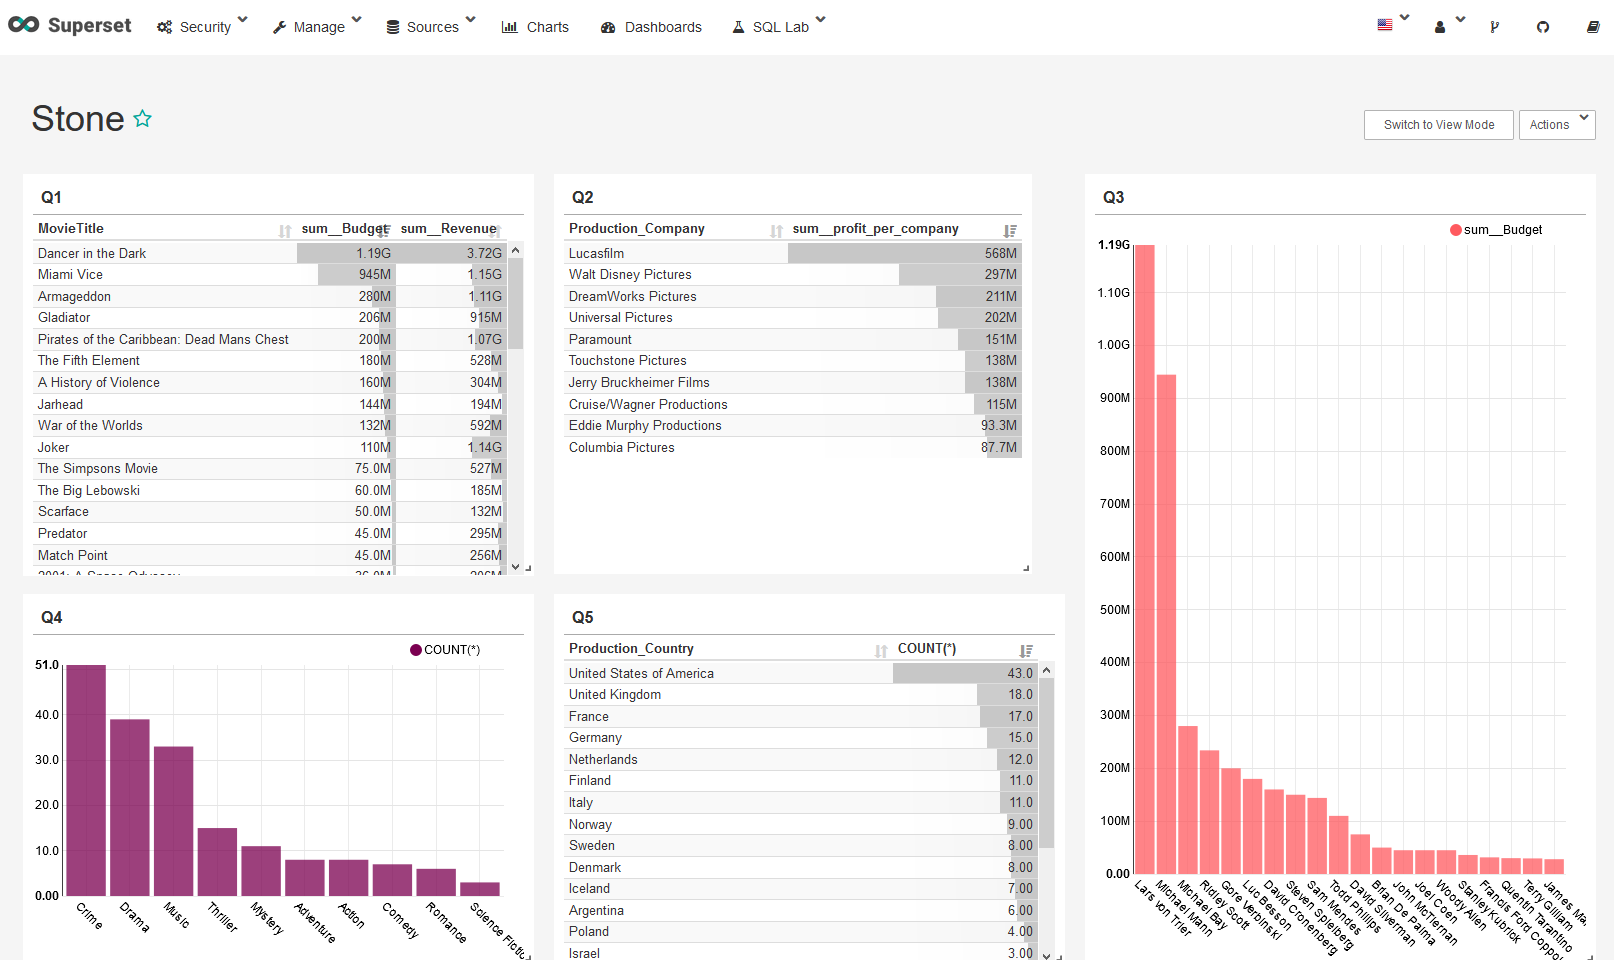 Superset Security Manage Sources Charts Dashboards SQL Lab
Stone
Switch to View Mode Actions
Q1
MovieTitle sum__Budget sum__Revenue
Dancer in the Dark 1.19G 3.72G
Miami Vice 945M 1.15G
Armageddon 280M 1.11G
Gladiator 206M 915M
Pirates of the Caribbean: Dead Mans Chest 200M 1.07G
The Fifth Element 180M 528M
A History of Violence 160M 304M
Jarhead 144M 194M
War of the Worlds 132M 592M
Joker 110M 1.14G
The Simpsons Movie 75.0M 527M
The Big Lebowski 60.0M 185M
Scarface 50.0M 132M
Predator 45.0M 295M
Match Point 45.0M 256M
Q2
Production_Company sum__profit_per_company
Lucasfilm 568M
Walt Disney Pictures 297M
DreamWorks Pictures 211M
Universal Pictures 202M
Paramount 151M
Touchstone Pictures 138M
Jerry Bruckheimer Films 138M
Cruise/Wagner Productions 115M
Eddie Murphy Productions 93.3M
Columbia Pictures 87.7M
Q3
sum__Budget
1.19G
1.10G
1.00G
900M
800M
700M
600M
500M
400M
300M
200M
100M
0.00
Lars von Trier
Michael Mann
Michael Bay
Ridley Scott
Gore Verbinski
Luc Besson
David Cronenberg
Steven Spielberg
Sam Mendes
Todd Phillips
David Silverman
Brian De Palma
John McTiernan
Joel Coen
Woody Allen
Stanley Kubrick
Francis Ford Coppol
Quentin Tarantino
Terry Gilliam
James Ma
Q4
COUNT(*)
51.0
40.0
30.0
20.0
10.0
0.00
Crime
Drama
Music
Thriller
Mystery
Adventure
Action
Comedy
Romance
Science Fictic
Q5
Production_Country COUNT(*)
United States of America 43.0
United Kingdom 18.0
France 17.0
Germany 15.0
Netherlands 12.0
Finland 11.0
Italy 11.0
Norway 9.00
Sweden 8.00
Denmark 8.00
Iceland 7.00
Argentina 6.00
Poland 4.00
Israel 3.00